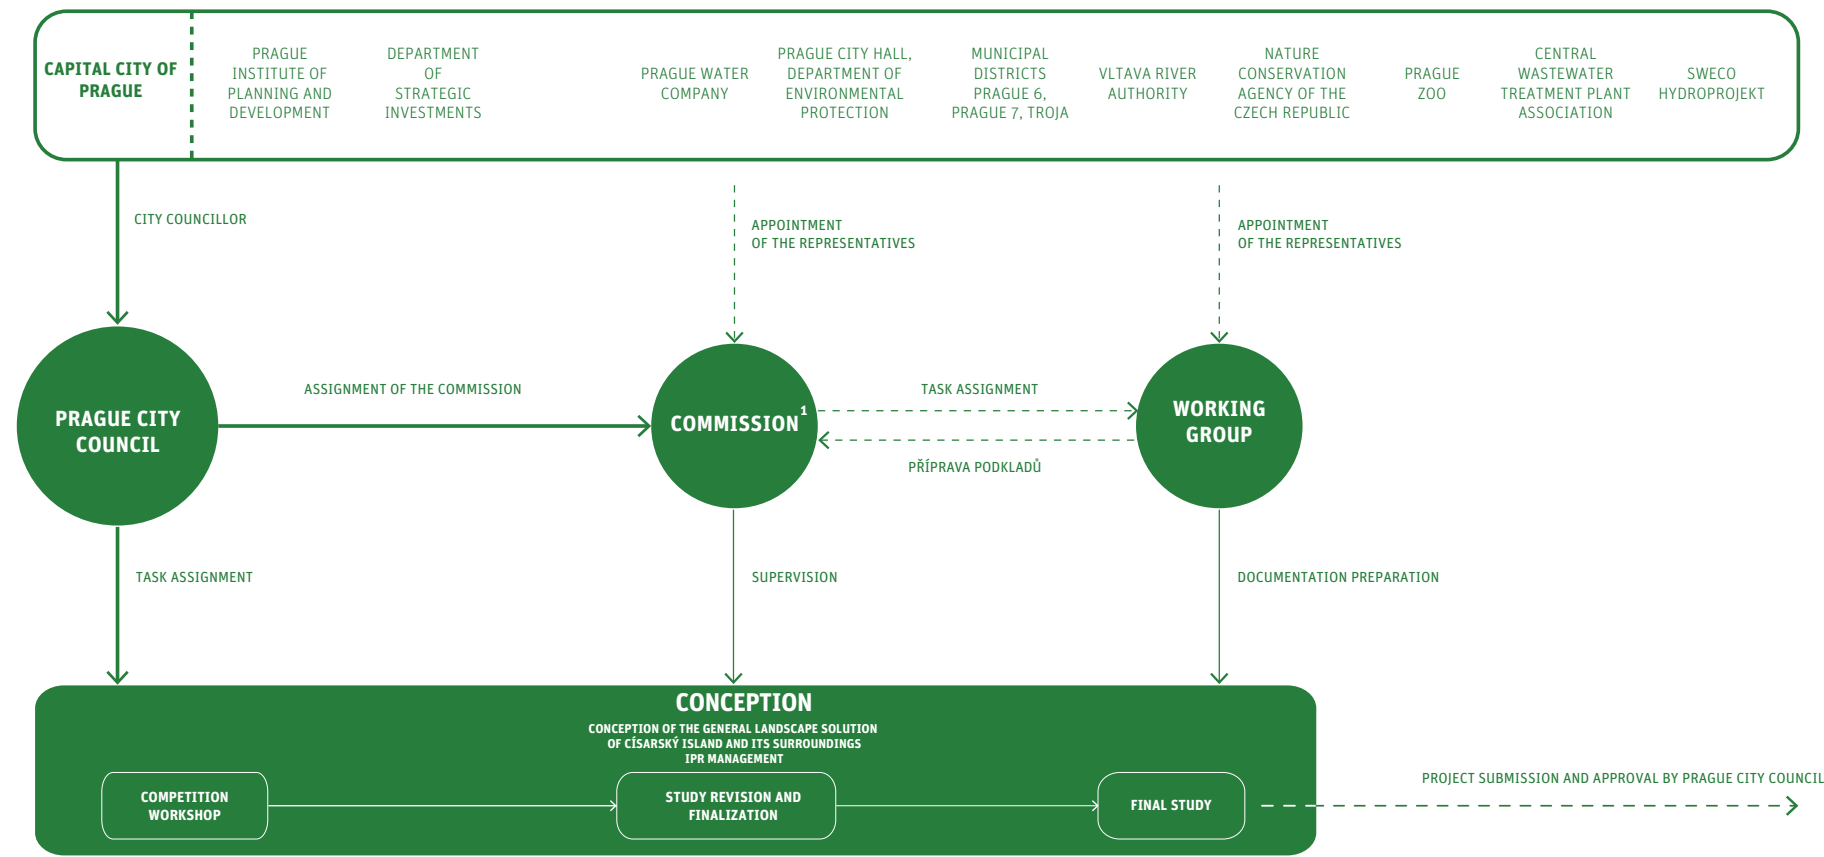 CAPITAL CITY OF
PRAGUE
PRAGUE
INSTITUTE OF
PLANNING AND
DEVELOPMENT
DEPARTMENT
OF
STRATEGIC
INVESTMENTS
PRAGUE WATER
COMPANY
PRAGUE CITY HALL,
DEPARTMENT OF
ENVIRONMENTAL
PROTECTION
MUNICIPAL
DISTRICTS
PRAGUE 6,
PRAGUE 7, TROJA
VLTAVA RIVER
AUTHORITY
NATURE
CONSERVATION
AGENCY OF THE
CZECH REPUBLIC
PRAGUE
ZOO
CENTRAL
WASTEWATER
TREATMENT PLANT
ASSOCIATION
SWECO
HYDROPROJEKT
CITY COUNCILLOR
APPOINTMENT
OF THE REPRESENTATIVES
APPOINTMENT
OF THE REPRESENTATIVES
PRAGUE CITY
COUNCIL
ASSIGNMENT OF THE COMMISSION
COMMISSION1
TASK ASSIGNMENT
PŘÍPRAVA PODKLADŮ
WORKING
GROUP
TASK ASSIGNMENT
SUPERVISION
DOCUMENTATION PREPARATION
CONCEPTION
CONCEPTION OF THE GENERAL LANDSCAPE SOLUTION
OF CÍSARSKÝ ISLAND AND ITS SURROUNDINGS
IPR MANAGEMENT
COMPETITION
WORKSHOP
STUDY REVISION AND
FINALIZATION
FINAL STUDY
PROJECT SUBMISSION AND APPROVAL BY PRAGUE CITY COUNCIL